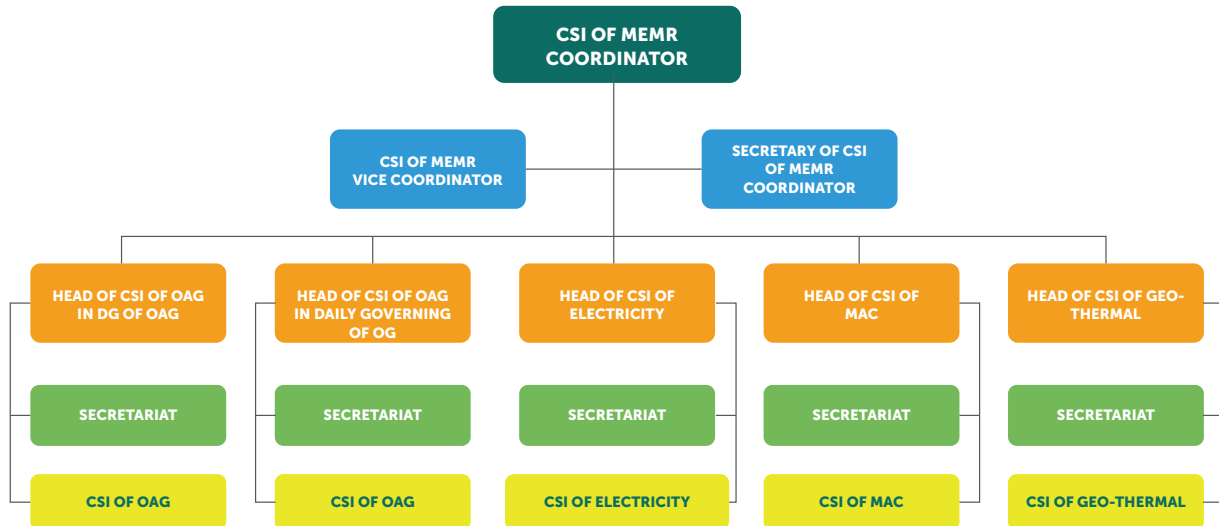 CSI OF MEMR
COORDINATOR
CSI OF MEMR
VICE COORDINATOR
SECRETARY OF CSI
OF MEMR
COORDINATOR
HEAD OF CSI OF OAG
IN DG OF OAG
HEAD OF CSI OF OAG
IN DAILY GOVERNING
OF OG
HEAD OF CSI OF
ELECTRICITY
HEAD OF CSI OF
MAC
HEAD OF CSI OF GEO-
THERMAL
SECRETARIAT
SECRETARIAT
SECRETARIAT
SECRETARIAT
SECRETARIAT
CSI OF OAG
CSI OF OAG
CSI OF ELECTRICITY
CSI OF MAC
CSI OF GEO-THERMAL